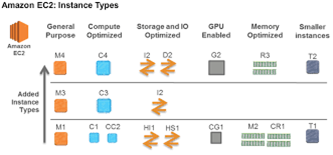 Amazon EC2: Instance Types
Amazon
EC2
General
Purpose
Compute
Optimized
Storage and IO
Optimized
GPU
Enabled
Memory
Optimized
Smaller
instances
M4
C4
I2
D2
G2
R3
T2
Added
Instance
Types
M3
C3
I2
M1
C1
CC2
HI1
HS1
CG1
M2
CR1
T1